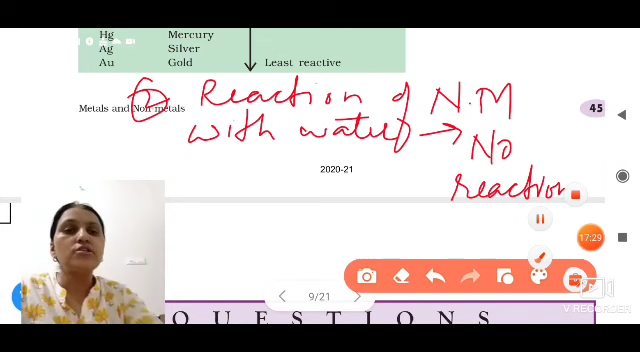 Hg Mercury
Ag Silver
Au Gold Least reactive
Metals and Non-metals 45
② Reaction of N.M
with water → No
reaction
2020-21
17:29
9/21
V RECORDER
QUESTIONS